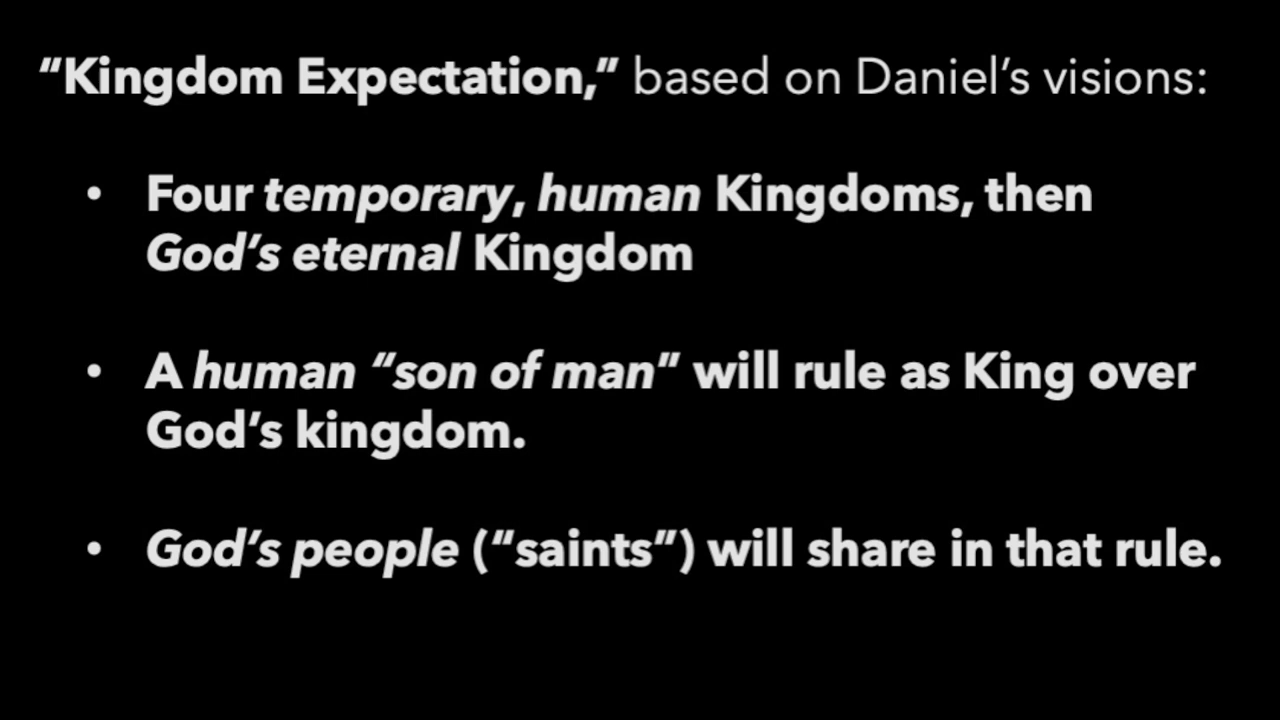 “Kingdom Expectation,” based on Daniel’s visions:
• Four temporary, human Kingdoms, then
God’s eternal Kingdom
• A human “son of man” will rule as King over
God’s kingdom.
• God’s people (“saints”) will share in that rule.